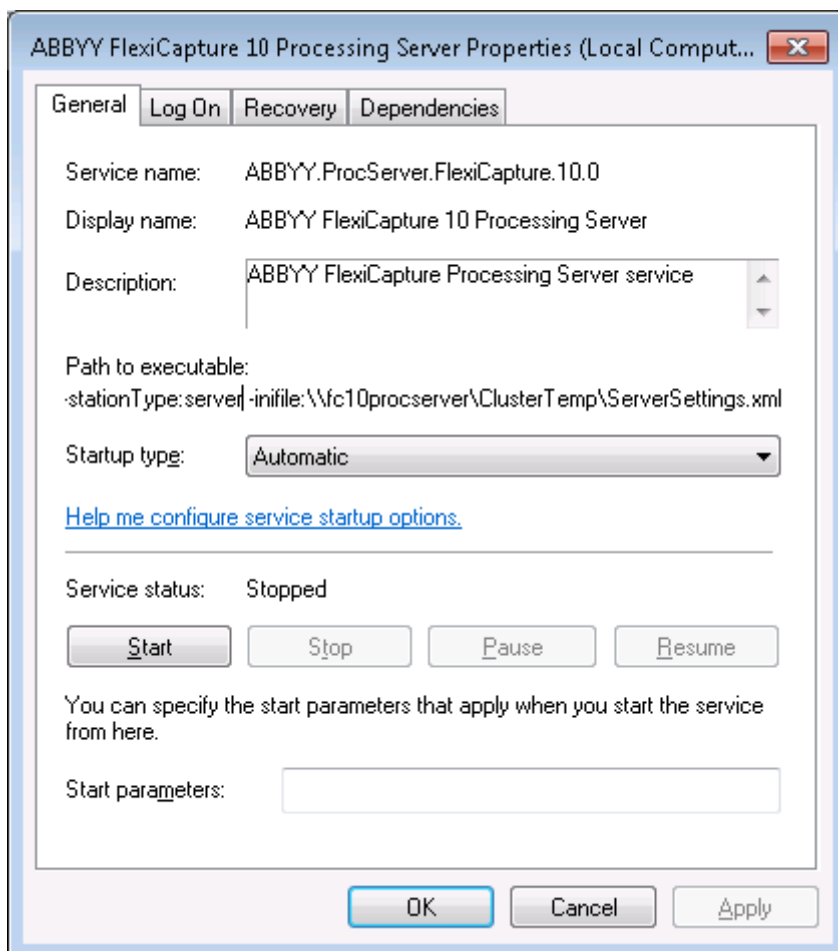 ABBYY FlexiCapture 10 Processing Server Properties (Local Comput...
General Log On Recovery Dependencies
Service name: ABBYY.ProcServer.FlexiCapture.10.0
Display name: ABBYY FlexiCapture 10 Processing Server
Description: ABBYY FlexiCapture Processing Server service
Path to executable:
-stationType:server -inifile:\\fc10procserver\ClusterTemp\ServerSettings.xml
Startup type: Automatic
Help me configure service startup options.
Service status: Stopped
Start Stop Pause Resume
You can specify the start parameters that apply when you start the service
from here.
Start parameters:
OK Cancel Apply